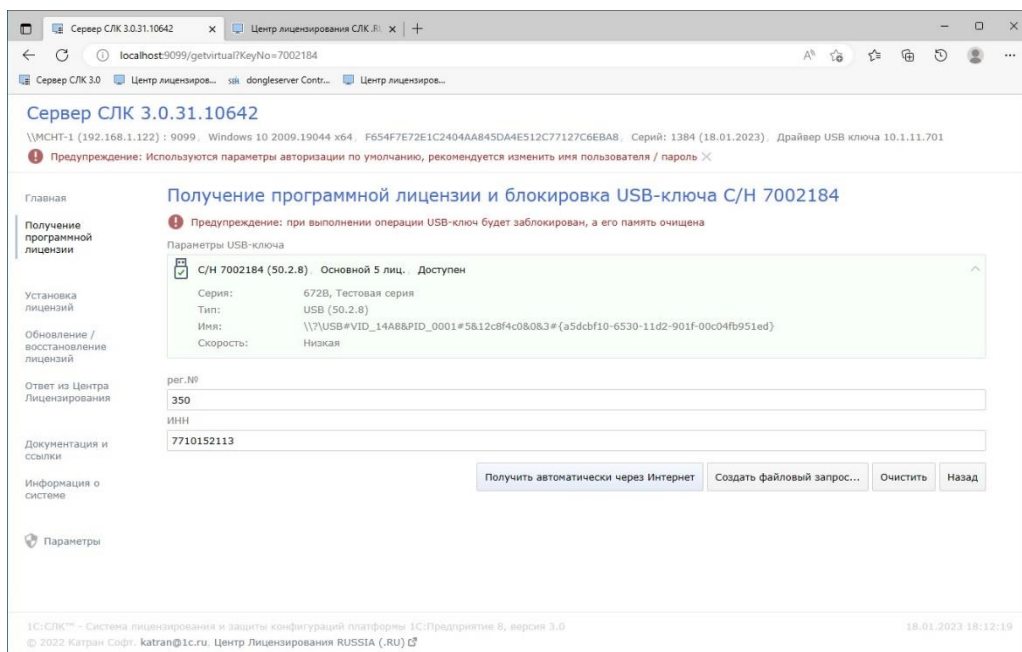 Сервер СЛК 3.0.31.10642
Центр лицензирования СЛК .RU
localhost:9099/getvirtual?KeyNo=7002184
Сервер СЛК 3.0
Центр лицензиров...
dongleserver Contr...
Центр лицензиров...
Сервер СЛК 3.0.31.10642
\\MCHT-1 (192.168.1.122) : 9099, Windows 10 2009.19044 x64, F654F7E72E1C2404AA845DA4E512C77127C6EBA8, Серий: 1384 (18.01.2023), Драйвер USB ключа 10.1.11.701
Предупреждение: Используются параметры авторизации по умолчанию, рекомендуется изменить имя пользователя / пароль
Главная
Получение
программной
лицензии
Установка
лицензий
Обновление /
восстановление
лицензий
Ответ из Центра
Лицензирования
Документация и
ссылки
Информация о
системе
Параметры
Получение программной лицензии и блокировка USB-ключа С/Н 7002184
Предупреждение: при выполнении операции USB-ключ будет заблокирован, а его память очищена
Параметры USB-ключа
С/Н 7002184 (50.2.8), Основной 5 лиц., Доступен
Серия: 672B, Тестовая серия
Тип: USB (50.2.8)
Имя: \\?\USB#VID_14A8&PID_0001#5&12c8f4c0&0&3#{a5dcbf10-6530-11d2-901f-00c04fb951ed}
Скорость: Низкая
рег.№
350
ИНН
7710152113
Получить автоматически через Интернет
Создать файловый запрос...
Очистить
Назад
1С:СЛК™ - Система лицензирования и защиты конфигураций платформы 1С:Предприятие 8, версия 3.0
18.01.2023 18:12:19
© 2022 Катран Софт, katran@1c.ru, Центр Лицензирования RUSSIA (.RU)